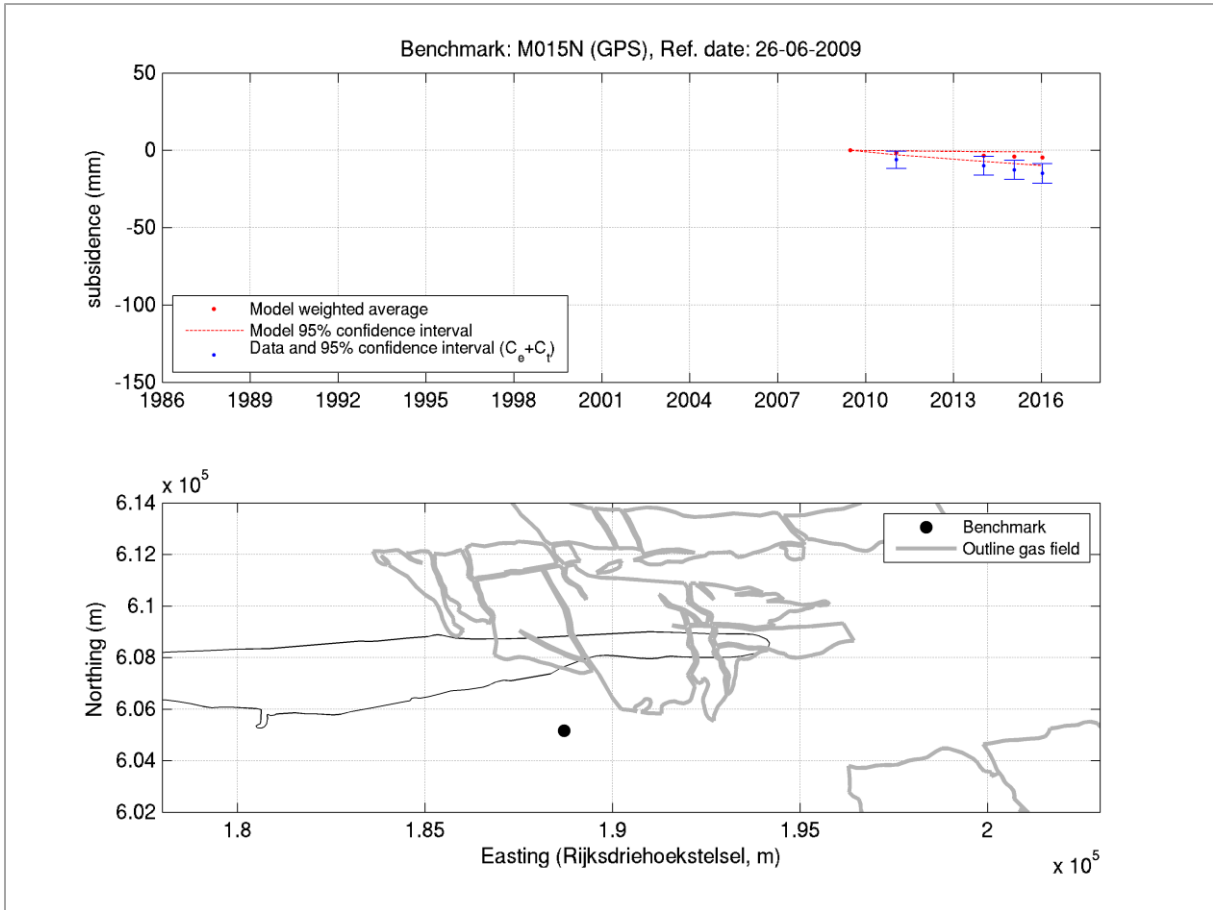 Benchmark: M015N (GPS), Ref. date: 26-06-2009
50
0
-50
-100
-150
subsidence (mm)
Model weighted average
Model 95% confidence interval
Data and 95% confidence interval (C_e+C_t)
1986 1989 1992 1995 1998 2001 2004 2007 2010 2013 2016
x 10^5
6.14
6.12
6.1
6.08
6.06
6.04
6.02
Northing (m)
Benchmark
Outline gas field
1.8 1.85 1.9 1.95 2
Easting (Rijksdriehoekstelsel, m)
x 10^5